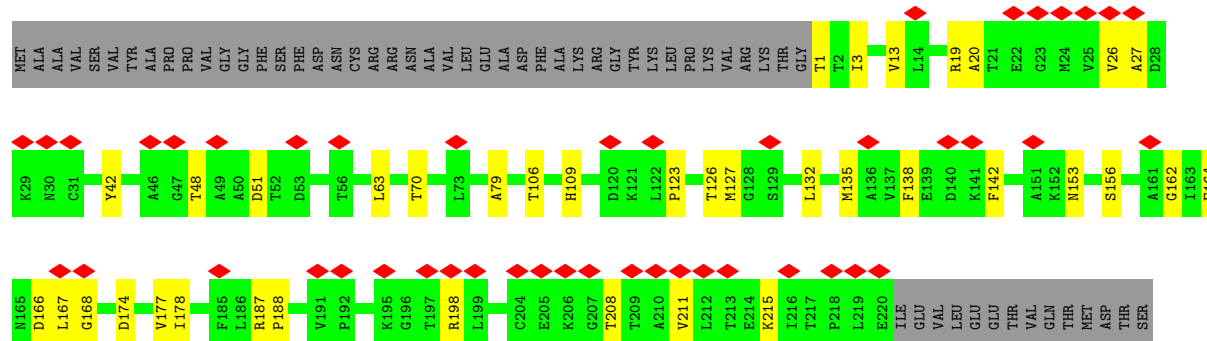 MET ALA ALA VAL SER VAL TYR ALA PRO PRO VAL GLY GLY PHE SER PHE ASP ASN CYS ARG ARG ASN ALA VAL LEU GLU ALA ASP PHE ALA LYS ARG GLY TYR LYS LEU PRO LYS VAL ARG LYS THR GLY T1 T2 I3 V13 L14 R19 A20 T21 E22 G23 M24 V25 V26 A27 D28
K29 N30 C31 Y42 A46 G47 T48 A49 A50 D51 T52 D53 T56 L63 T70 L73 A79 T106 H109 D120 K121 L122 P123 T126 M127 G128 S129 L132 M135 A136 V137 F138 E139 D140 K141 F142 A151 K152 N153 S156 A161 G162 I163
N165 D166 L167 G168 D174 V177 I178 F185 L186 R187 P188 V191 P192 K195 G196 T197 R198 L199 C204 E205 K206 G207 T208 T209 A210 V211 L212 T213 E214 K215 I216 T217 P218 L219 E220 ILE GLU VAL LEU GLU GLU THR VAL GLN THR MET ASP THR SER